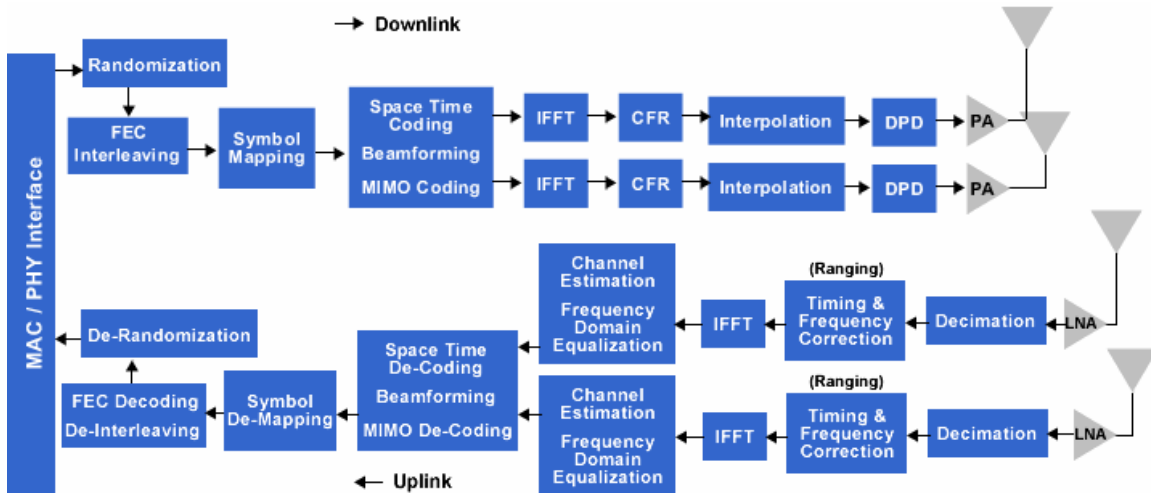 Downlink
MAC / PHY Interface
Randomization
FEC
Interleaving
Symbol
Mapping
Space Time
Coding
Beamforming
MIMO Coding
IFFT
CFR
Interpolation
DPD
PA
IFFT
CFR
Interpolation
DPD
PA
Channel
Estimation
Frequency
Domain
Equalization
IFFT
(Ranging)
Timing &
Frequency
Correction
Decimation
LNA
De-Randomization
FEC Decoding
De-Interleaving
Symbol
De-Mapping
Space Time
De-Coding
Beamforming
MIMO De-Coding
Channel
Estimation
Frequency
Domain
Equalization
IFFT
(Ranging)
Timing &
Frequency
Correction
Decimation
LNA
Uplink